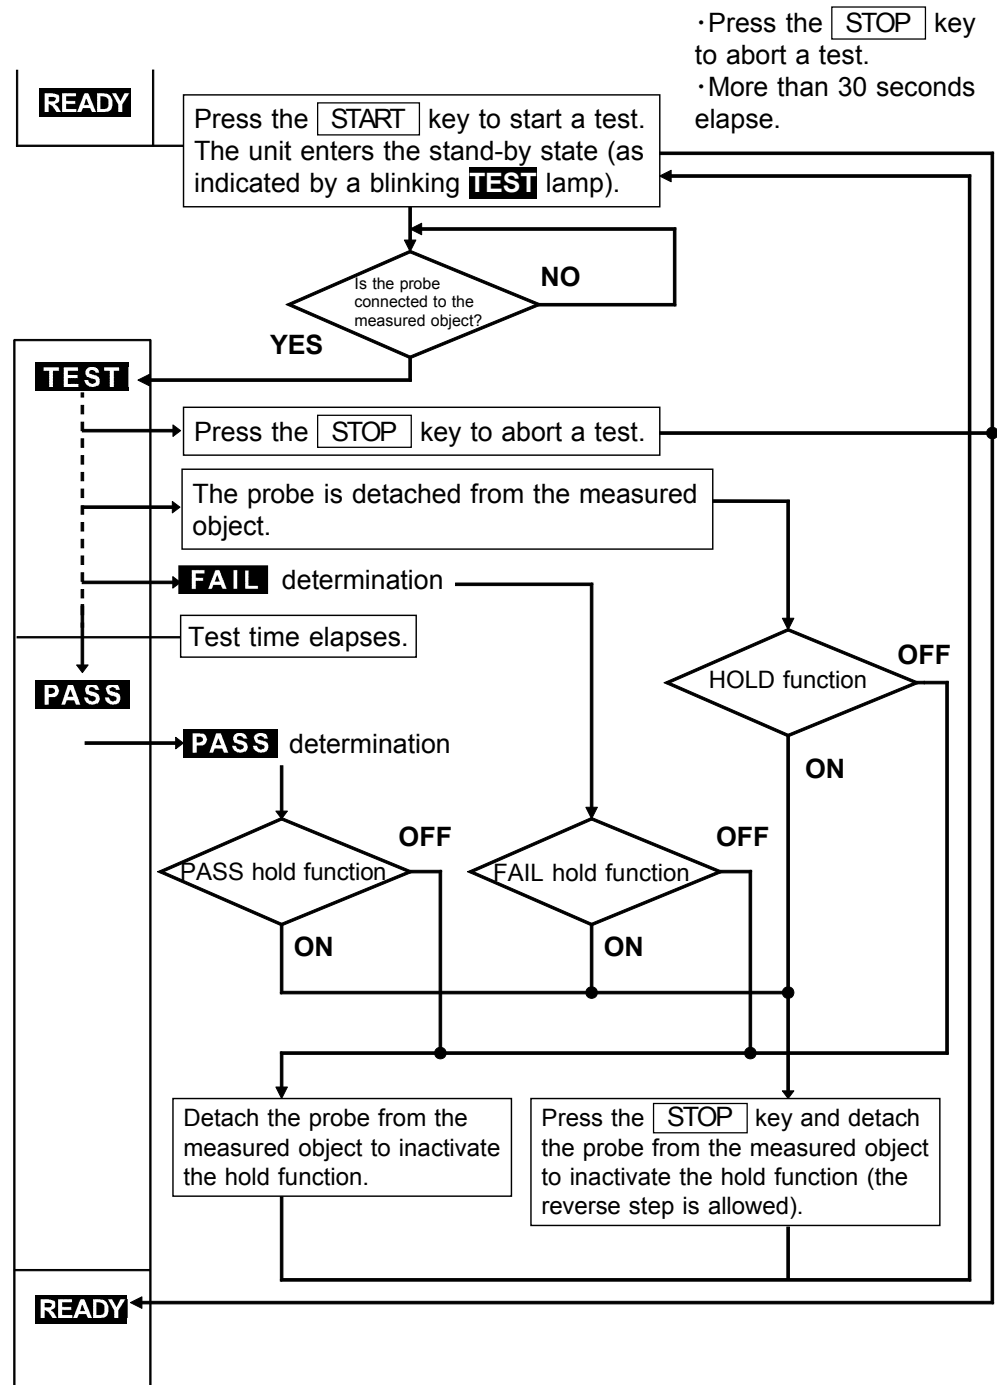 ・Press the STOP key
to abort a test.
・More than 30 seconds
elapse.
READY
Press the START key to start a test.
The unit enters the stand-by state (as
indicated by a blinking TEST lamp).
Is the probe
connected to the
measured object?
NO
YES
TEST
Press the STOP key to abort a test.
The probe is detached from the measured
object.
FAIL determination
Test time elapses.
PASS
HOLD function
OFF
ON
PASS determination
PASS hold function
OFF
ON
FAIL hold function
OFF
ON
Detach the probe from the
measured object to inactivate
the hold function.
Press the STOP key and detach
the probe from the measured object
to inactivate the hold function (the
reverse step is allowed).
READY